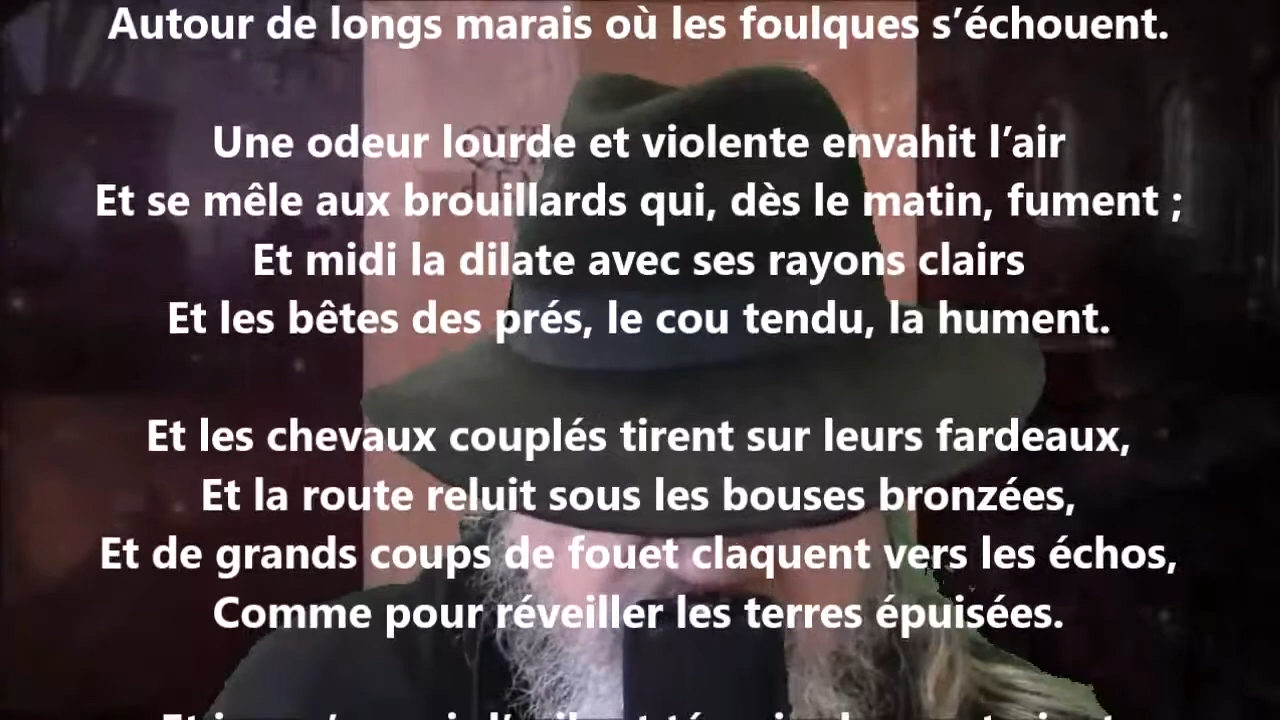 Autour de longs marais où les foulques s’échouent.
Une odeur lourde et violente envahit l’air
Et se mêle aux brouillards qui, dès le matin, fument ;
Et midi la dilate avec ses rayons clairs
Et les bêtes des prés, le cou tendu, la hument.
Et les chevaux couplés tirent sur leurs fardeaux,
Et la route reluit sous les bouses bronzées,
Et de grands coups de fouet claquent vers les échos,
Comme pour réveiller les terres épuisées.